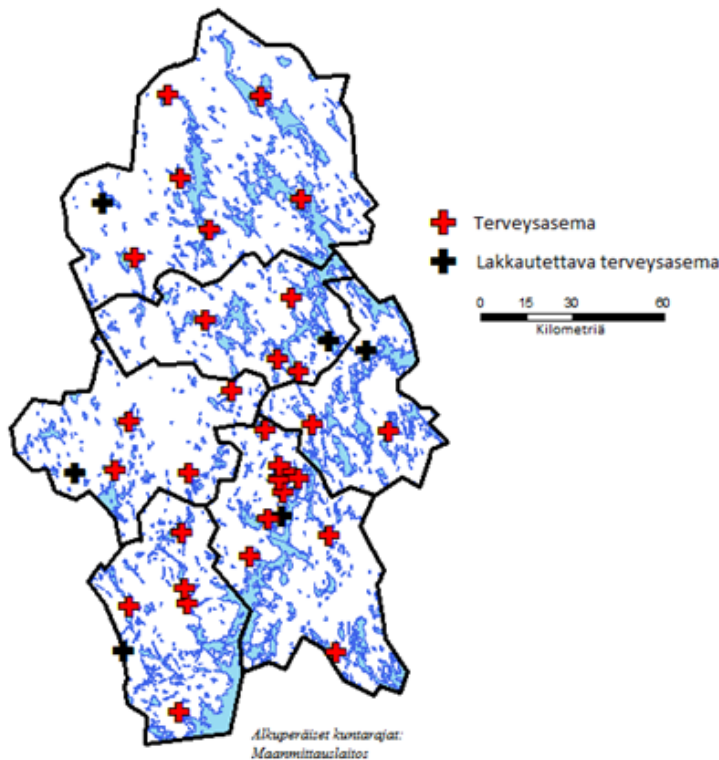 Terveysasema
Lakkautettava terveysasema
0 15 30 60
Kilometriä
Alkuperäiset kuntarajat:
Maanmittauslaitos